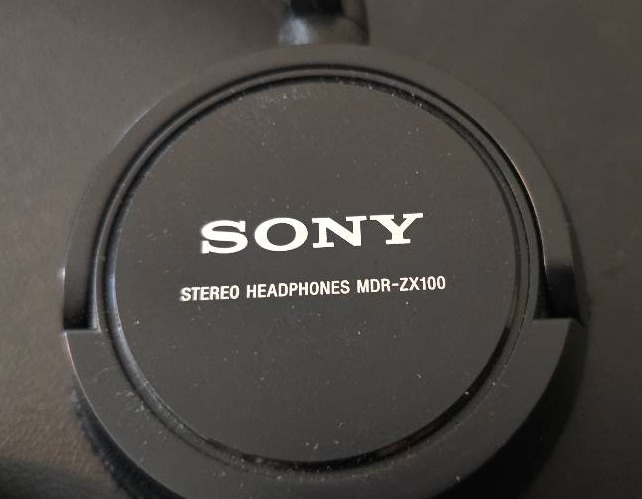 SONY
STEREO HEADPHONES MDR-ZX100